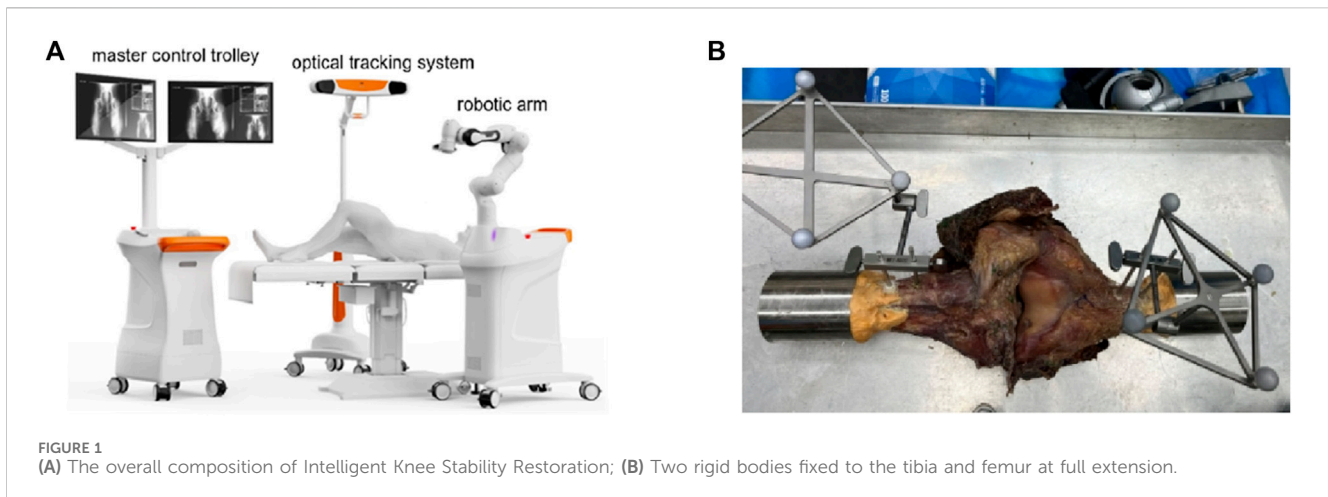 A
master control trolley
optical tracking system
robotic arm
B
100
FIGURE 1
(A) The overall composition of Intelligent Knee Stability Restoration; (B) Two rigid bodies fixed to the tibia and femur at full extension.